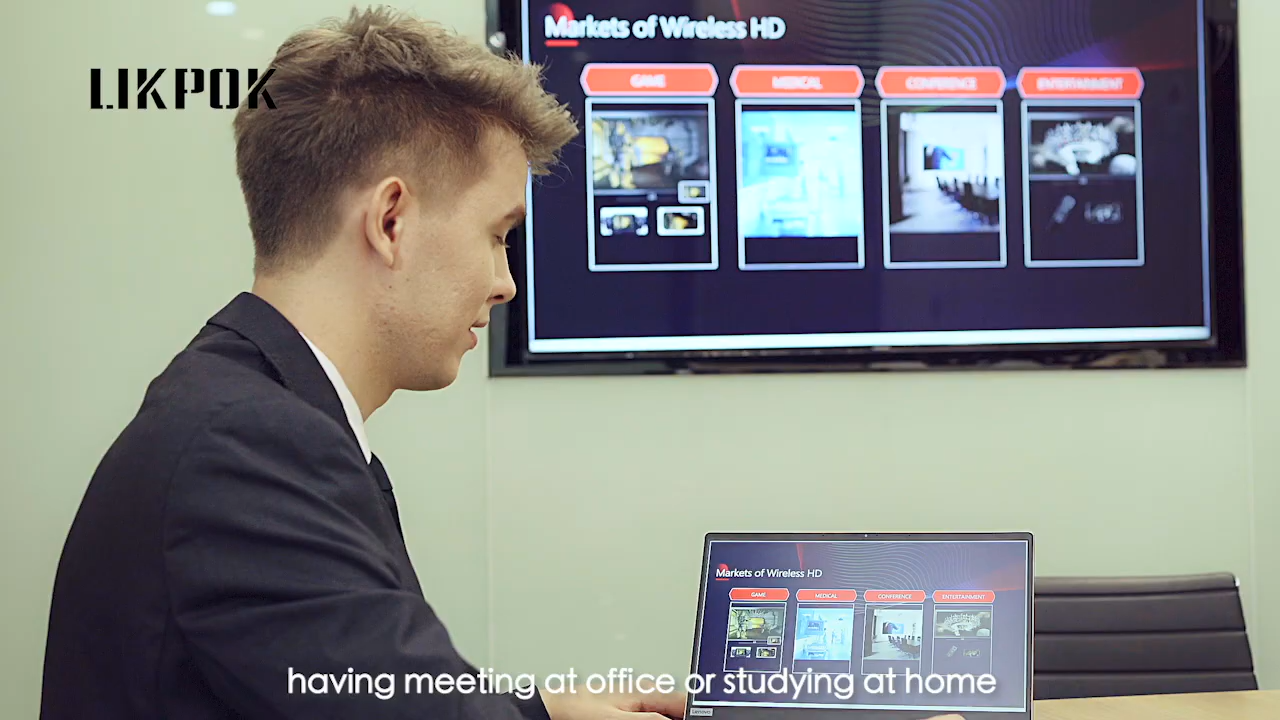 LIKPOK
Markets of Wireless HD
GAME
MEDICAL
CONFERENCE
ENTERTAINMENT
Markets of Wireless HD
GAME
MEDICAL
CONFERENCE
ENTERTAINMENT
having meeting at office or studying at home
Lenovo